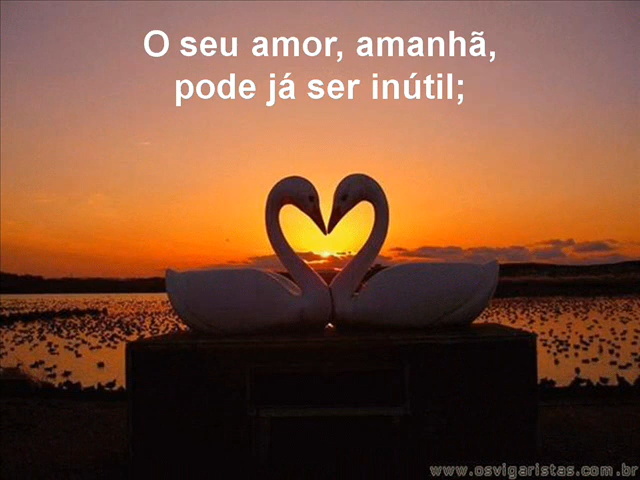 O seu amor, amanhã,
pode já ser inútil;
www.osvigaristas.com.br